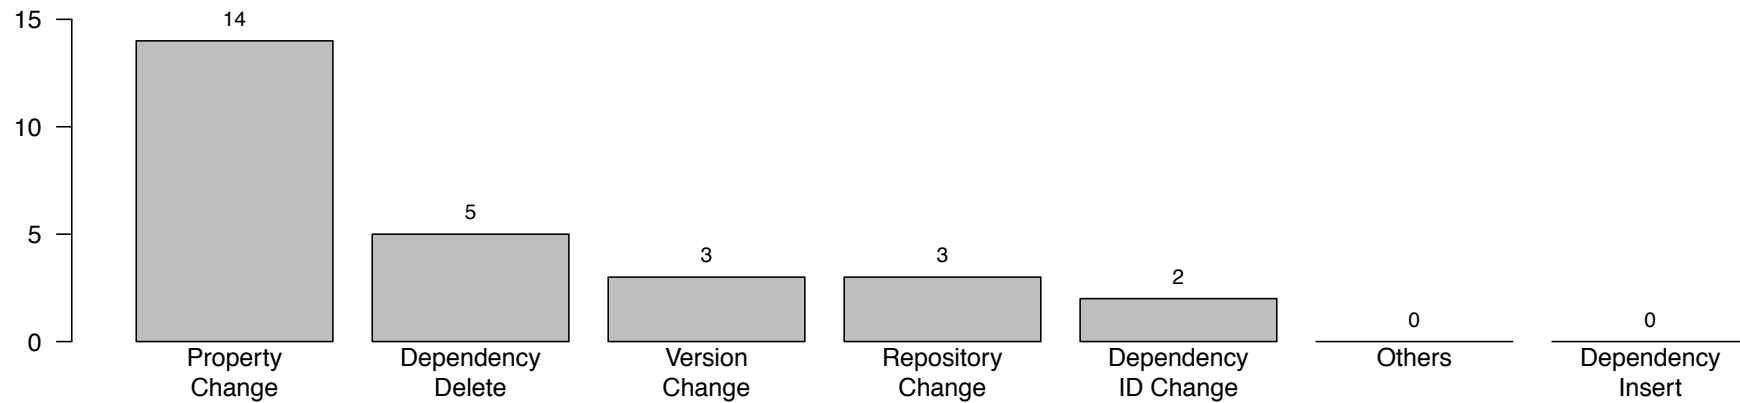 15
10
5
0
14
5
3
3
2
0
0
Property
Change
Dependency
Delete
Version
Change
Repository
Change
Dependency
ID Change
Others
Dependency
Insert